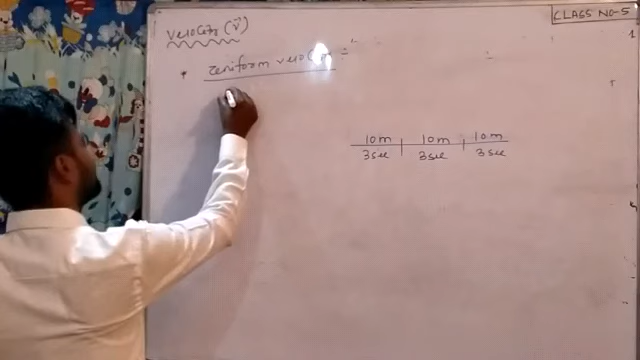 CLASS NO-5
Velocity (v⃗)
* Uniform velocity :-
10m 10m 10m
3sec 3sec 3sec